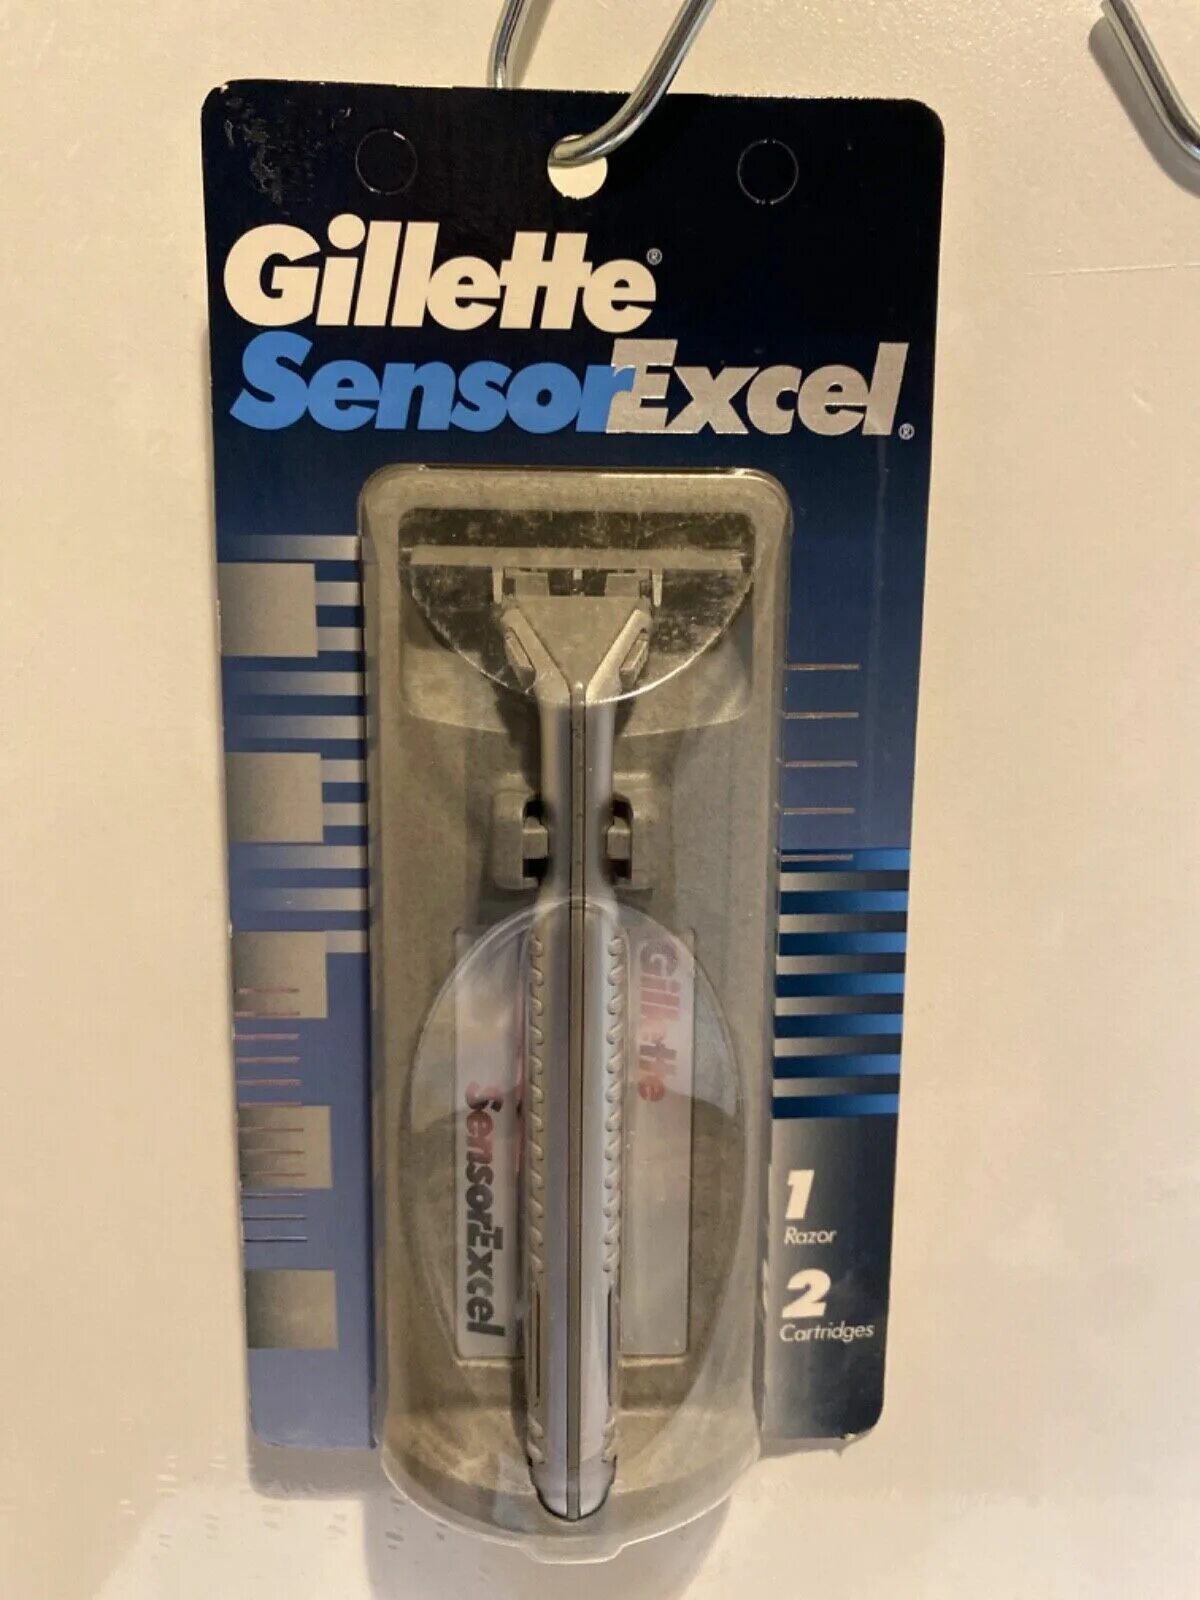 Gillette®
SensorExcel®
Gillette
SensorExcel
1
Razor
2
Cartridges